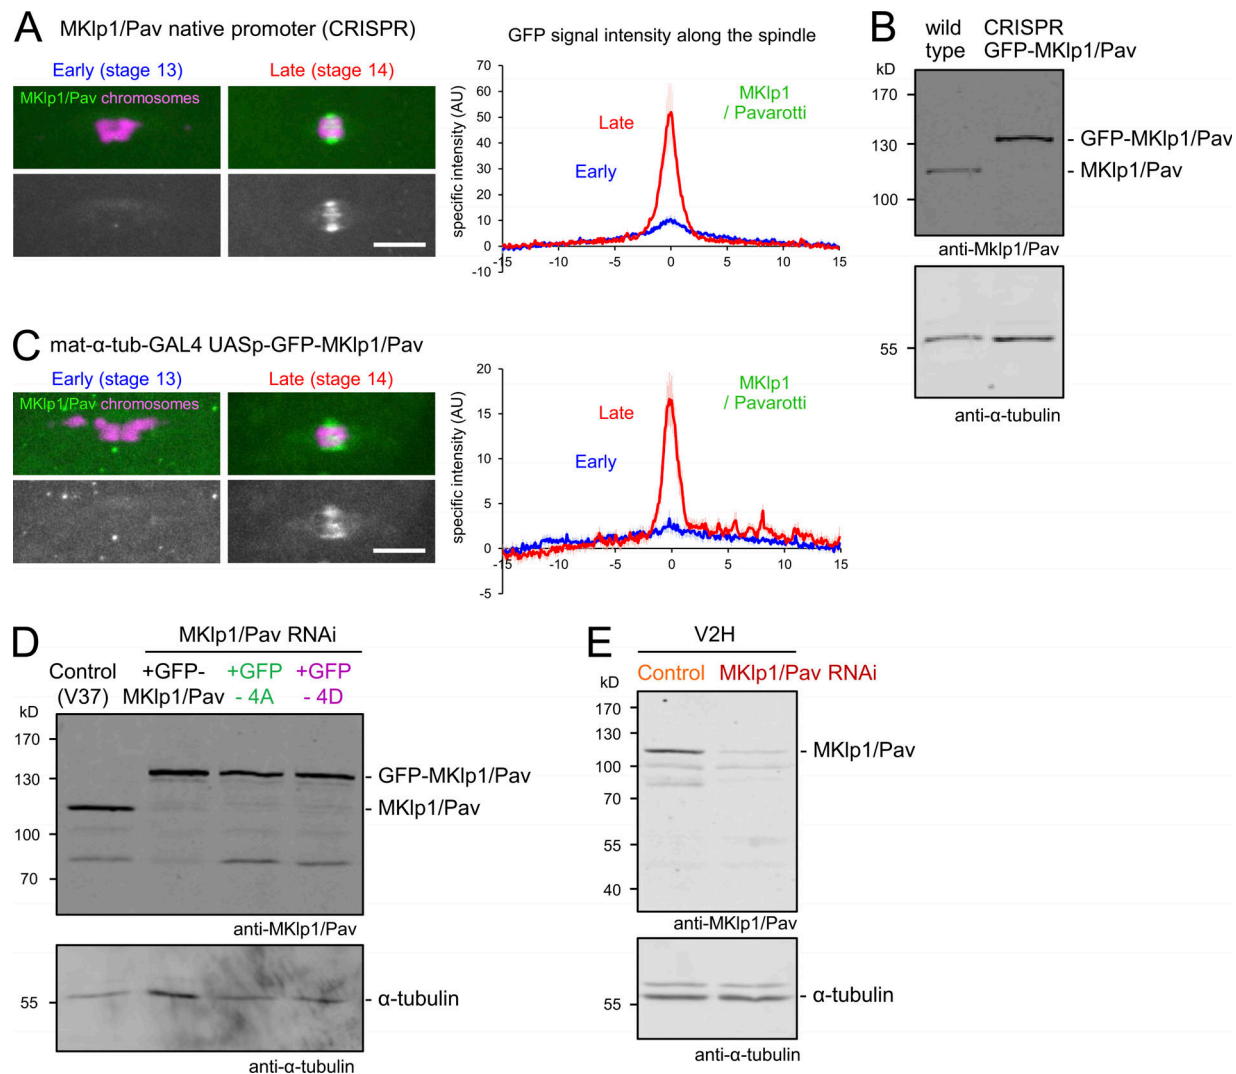 A
MKlp1/Pav native promoter (CRISPR)
Early (stage 13)
Late (stage 14)
MKlp1/Pav chromosomes
GFP signal intensity along the spindle
specific intensity (AU)
70
60
50
40
30
20
10
0
-10
-15
-10
-5
0
5
10
15
Late
Early
MKlp1
/ Pavarotti
B
wild
type
CRISPR
GFP-MKlp1/Pav
kD
170
130
100
- GFP-MKlp1/Pav
- MKlp1/Pav
anti-Mklp1/Pav
55
anti-α-tubulin
C
mat-α-tub-GAL4 UASp-GFP-MKlp1/Pav
Early (stage 13)
Late (stage 14)
MKlp1/Pav chromosomes
specific intensity (AU)
20
15
10
5
0
-5
-15
-10
-5
0
5
10
15
Late
Early
MKlp1
/ Pavarotti
D
MKlp1/Pav RNAi
Control
(V37)
+GFP-
MKlp1/Pav
+GFP
- 4A
+GFP
- 4D
kD
170
130
100
70
- GFP-MKlp1/Pav
- MKlp1/Pav
anti-MKlp1/Pav
55
- α-tubulin
anti-α-tubulin
E
V2H
Control
MKlp1/Pav RNAi
kD
170
130
100
70
55
40
- MKlp1/Pav
anti-MKlp1/Pav
55
- α-tubulin
anti-α-tubulin